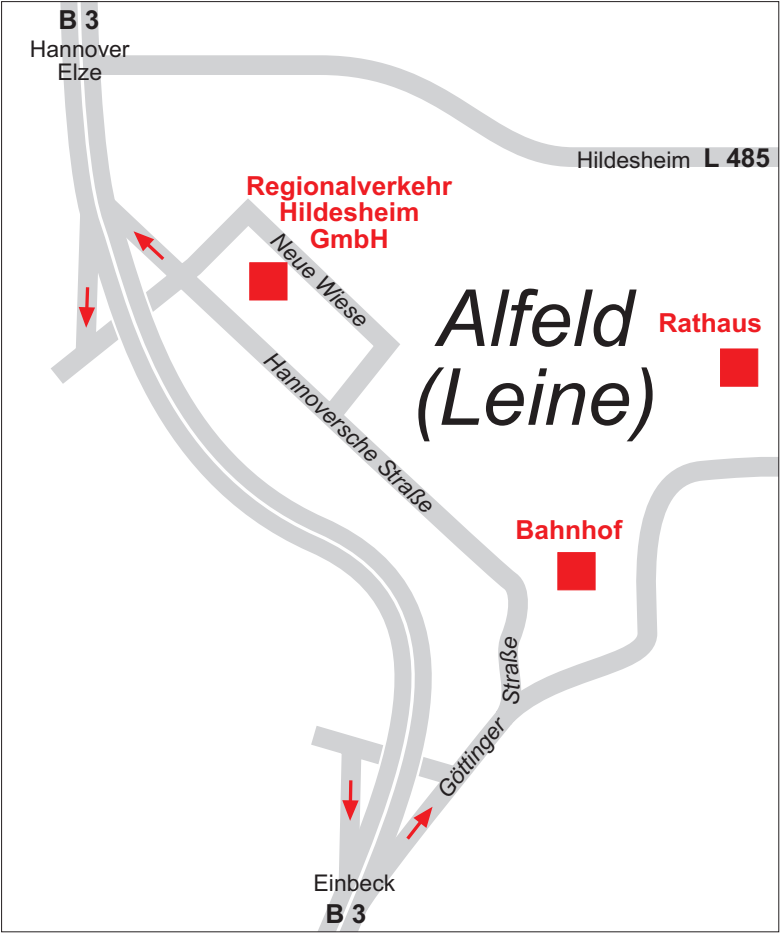 B 3
Hannover
Elze
Hildesheim L 485
Regionalverkehr
Hildesheim
GmbH
Neue Wiese
Alfeld
(Leine)
Rathaus
Hannoversche Straße
Bahnhof
Göttinger Straße
Einbeck
B 3